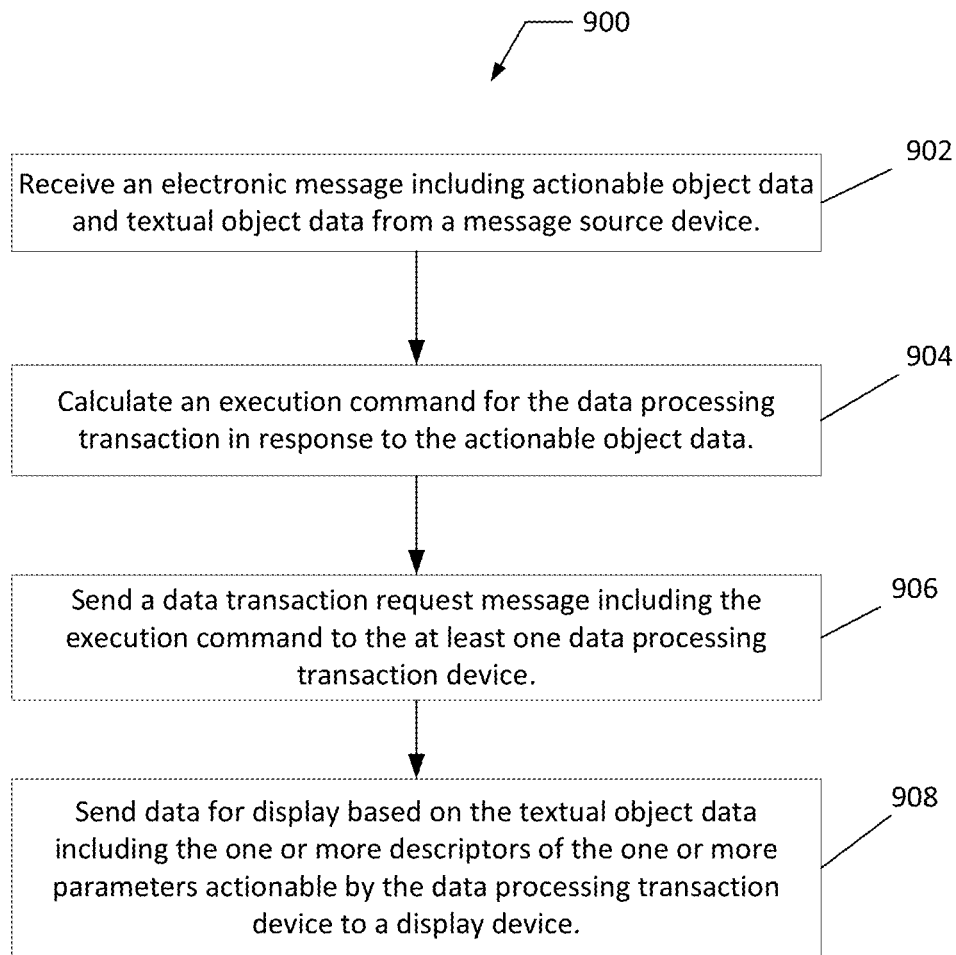 900
902
Receive an electronic message including actionable object data
and textual object data from a message source device.
904
Calculate an execution command for the data processing
transaction in response to the actionable object data.
906
Send a data transaction request message including the
execution command to the at least one data processing
transaction device.
908
Send data for display based on the textual object data
including the one or more descriptors of the one or more
parameters actionable by the data processing transaction
device to a display device.